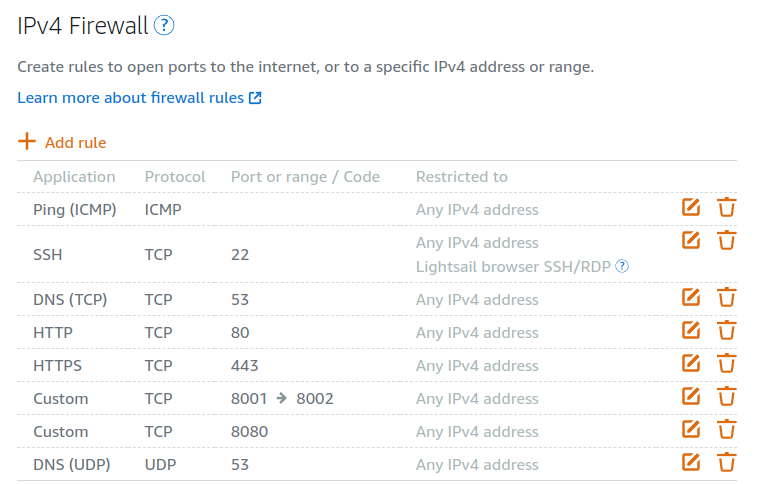 IPv4 Firewall ?
Create rules to open ports to the internet, or to a specific IPv4 address or range.
Learn more about firewall rules
+ Add rule
Application Protocol Port or range / Code Restricted to
Ping (ICMP) ICMP Any IPv4 address
SSH TCP 22 Any IPv4 address
Lightsail browser SSH/RDP ?
DNS (TCP) TCP 53 Any IPv4 address
HTTP TCP 80 Any IPv4 address
HTTPS TCP 443 Any IPv4 address
Custom TCP 8001 → 8002 Any IPv4 address
Custom TCP 8080 Any IPv4 address
DNS (UDP) UDP 53 Any IPv4 address